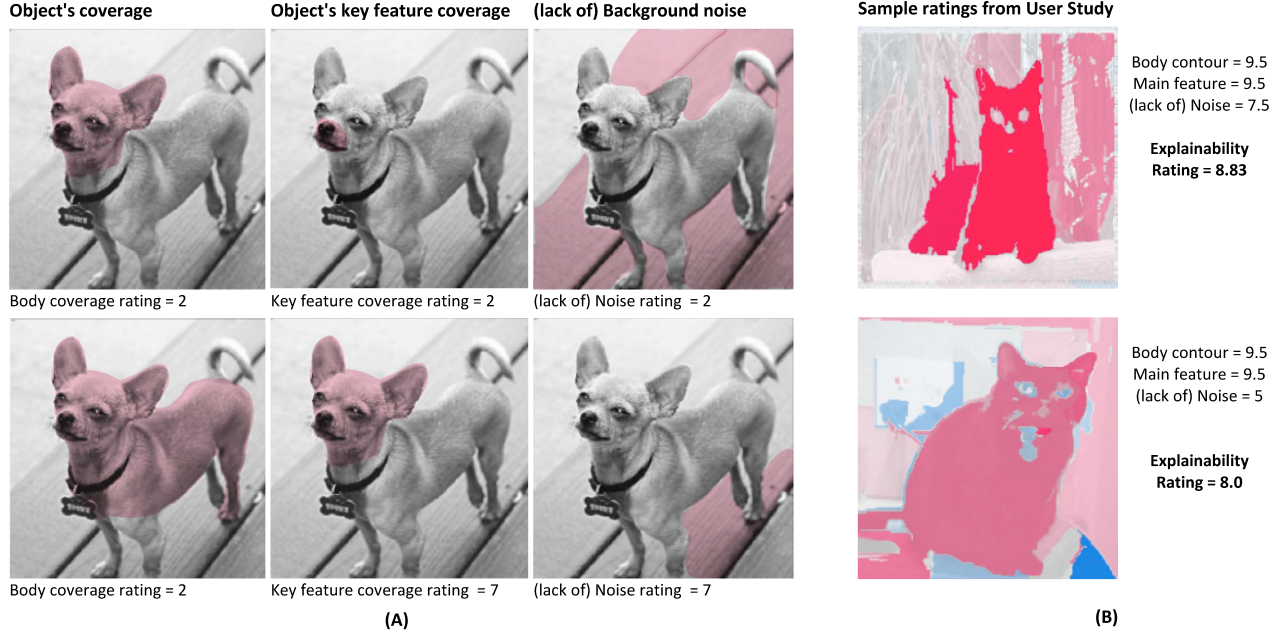 Object's coverage
Object's key feature coverage
(lack of) Background noise
Sample ratings from User Study
Body coverage rating = 2
Key feature coverage rating = 2
(lack of) Noise rating  = 2
Body contour = 9.5
Main feature = 9.5
(lack of) Noise = 7.5
Explainability
Rating = 8.83
Body coverage rating = 2
Key feature coverage rating  = 7
(lack of) Noise rating  = 7
Body contour = 9.5
Main feature = 9.5
(lack of) Noise = 5
Explainability
Rating = 8.0
(A)
(B)